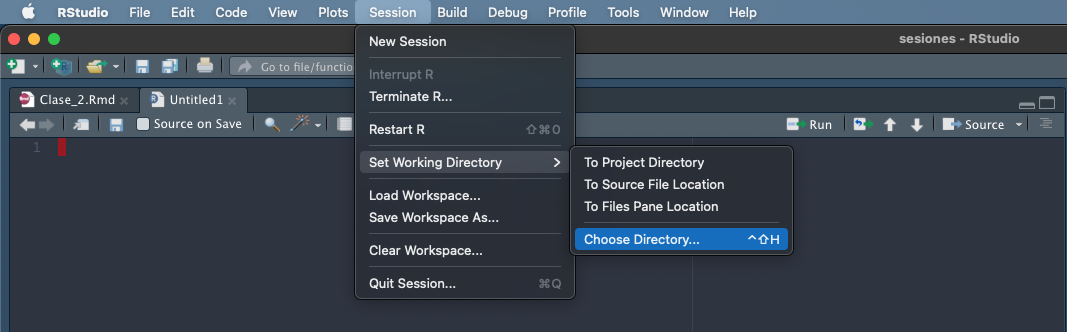 RStudio File Edit Code View Plots Session Build Debug Profile Tools Window Help
sesiones - RStudio
Go to file/functio
New Session
Interrupt R
Terminate R...
Restart R ⇧⌘0
Set Working Directory >
Load Workspace...
Save Workspace As...
Clear Workspace...
Quit Session... ⌘Q
Clase_2.Rmd × Untitled1 ×
Source on Save
Run Source
1
To Project Directory
To Source File Location
To Files Pane Location
Choose Directory... ^⇧H